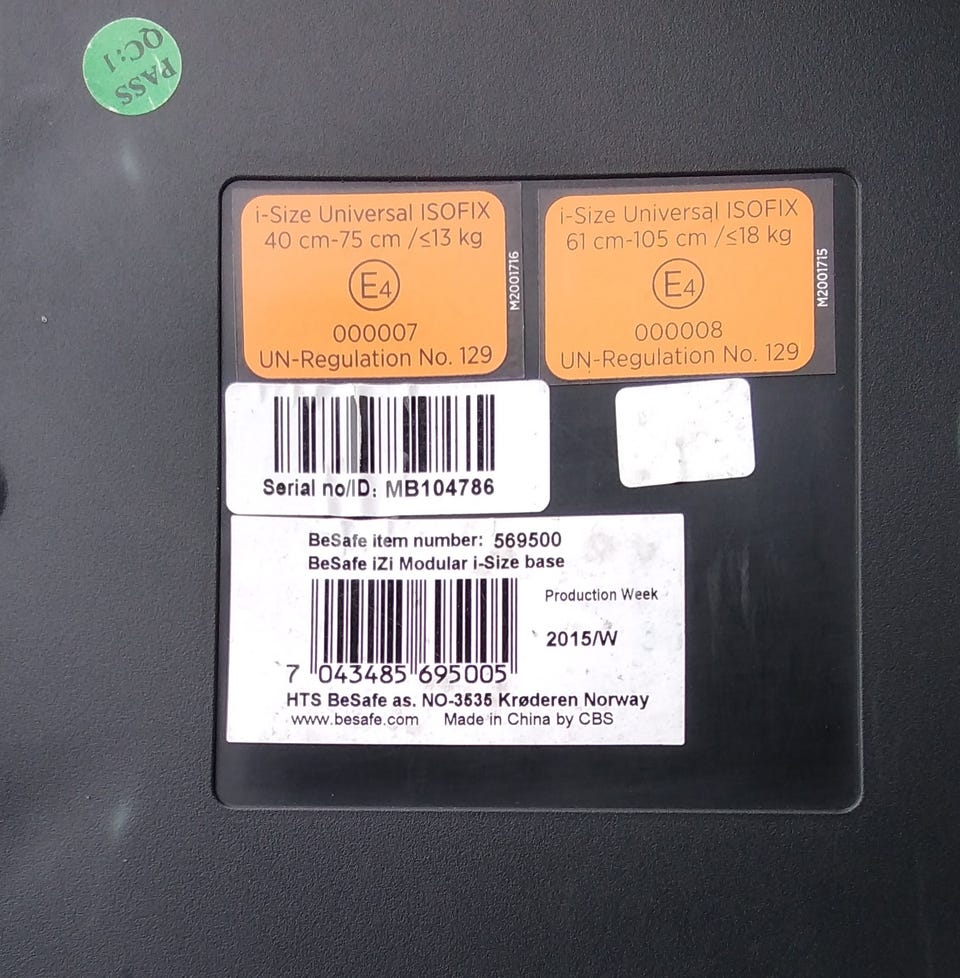 PASS
QC:1
i-Size Universal ISOFIX
40 cm-75 cm /≤13 kg
E4
000007
UN-Regulation No. 129
M2001716
i-Size Universal ISOFIX
61 cm-105 cm /≤18 kg
E4
000008
UN-Regulation No. 129
M2001715
Serial no/ID: MB104786
BeSafe item number: 569500
BeSafe iZi Modular i-Size base
Production Week
2015/W
7 043485 695005
HTS BeSafe as. NO-3535 Krøderen Norway
www.besafe.com Made in China by CBS